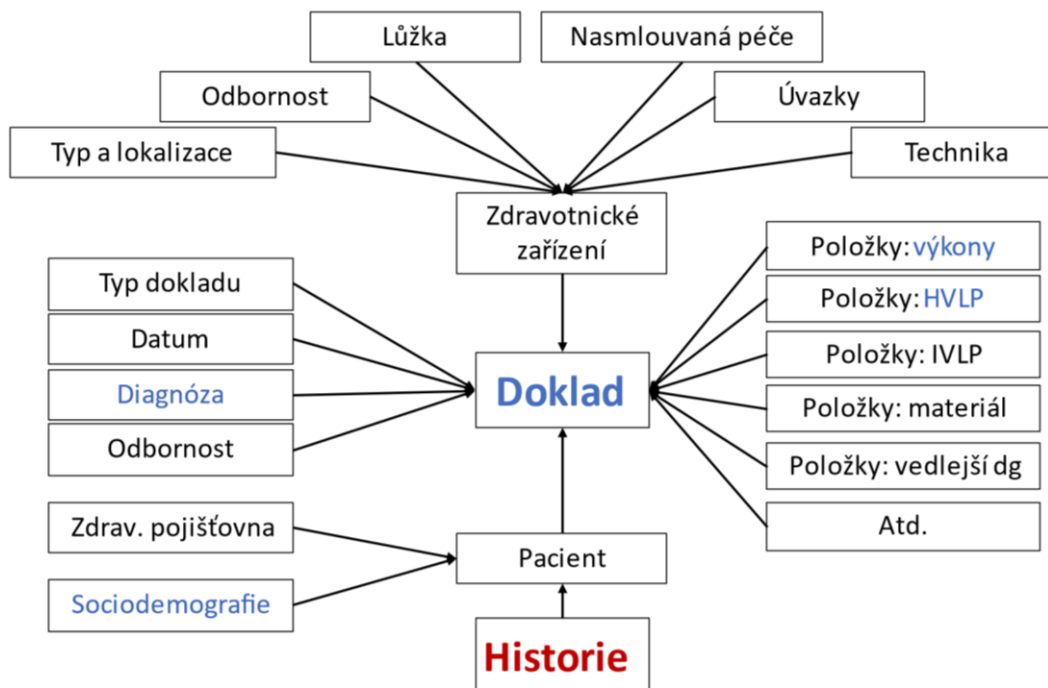 Lůžka
Nasmlouvaná péče
Odbornost
Úvazky
Typ a lokalizace
Technika
Zdravotnické
zařízení
Typ dokladu
Datum
Diagnóza
Odbornost
Doklad
Položky: výkony
Položky: HVLP
Položky: IVLP
Položky: materiál
Položky: vedlejší dg
Atd.
Zdrav. pojišťovna
Sociodemografie
Pacient
Historie